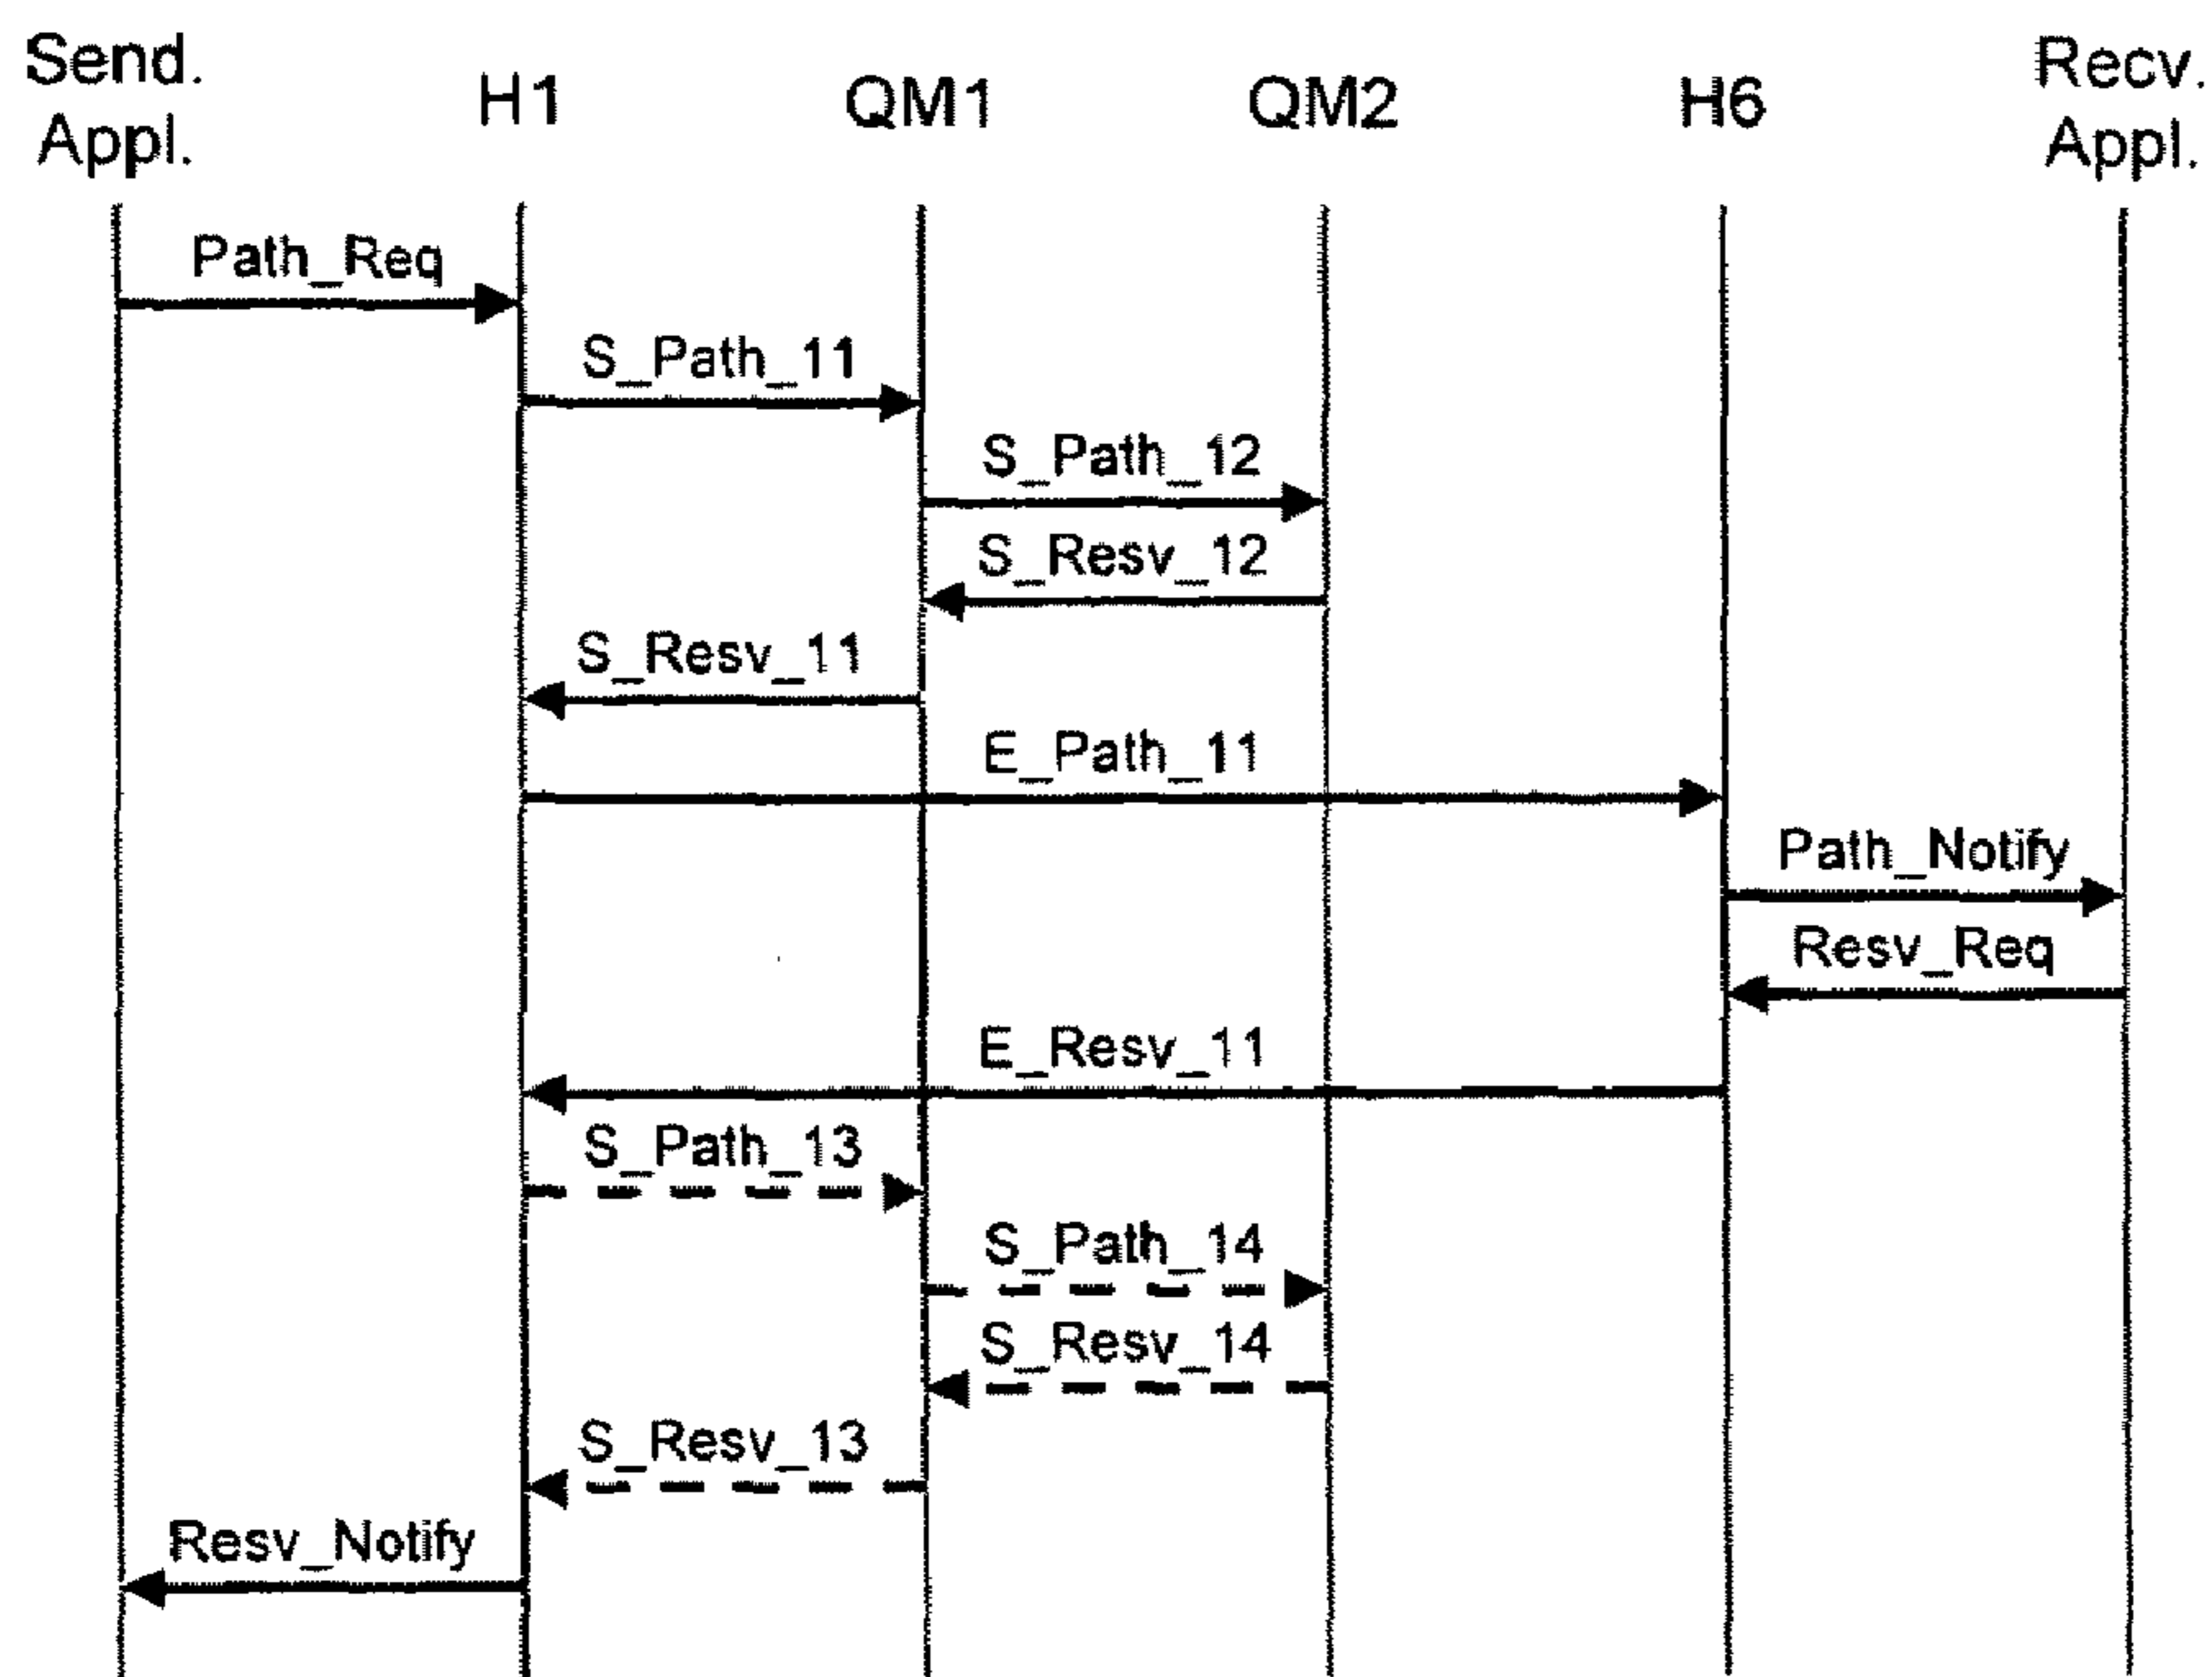 Send.
Appl.
H1
QM1
QM2
H6
Recv.
Appl.
Path_Req
S_Path_11
S_Path_12
S_Resv_12
S_Resv_11
E_Path_11
Path_Notify
Resv_Req
E_Resv_11
S_Path_13
S_Path_14
S_Resv_14
S_Resv_13
Resv_Notify